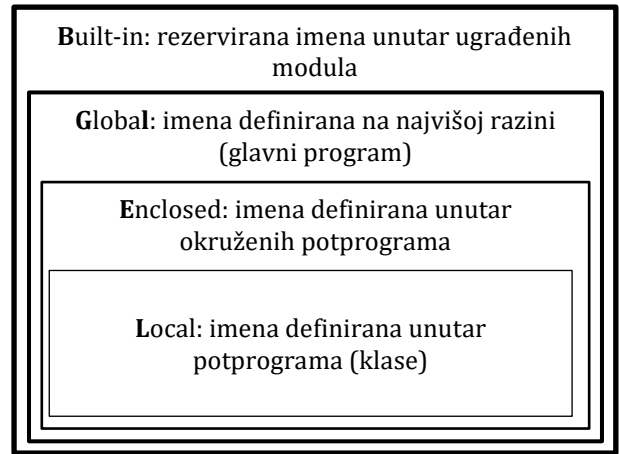 Built-in: rezervirana imena unutar ugrađenih
modula
Global: imena definirana na najvišoj razini
(glavni program)
Enclosed: imena definirana unutar
okruženih potprograma
Local: imena definirana unutar
potprograma (klase)